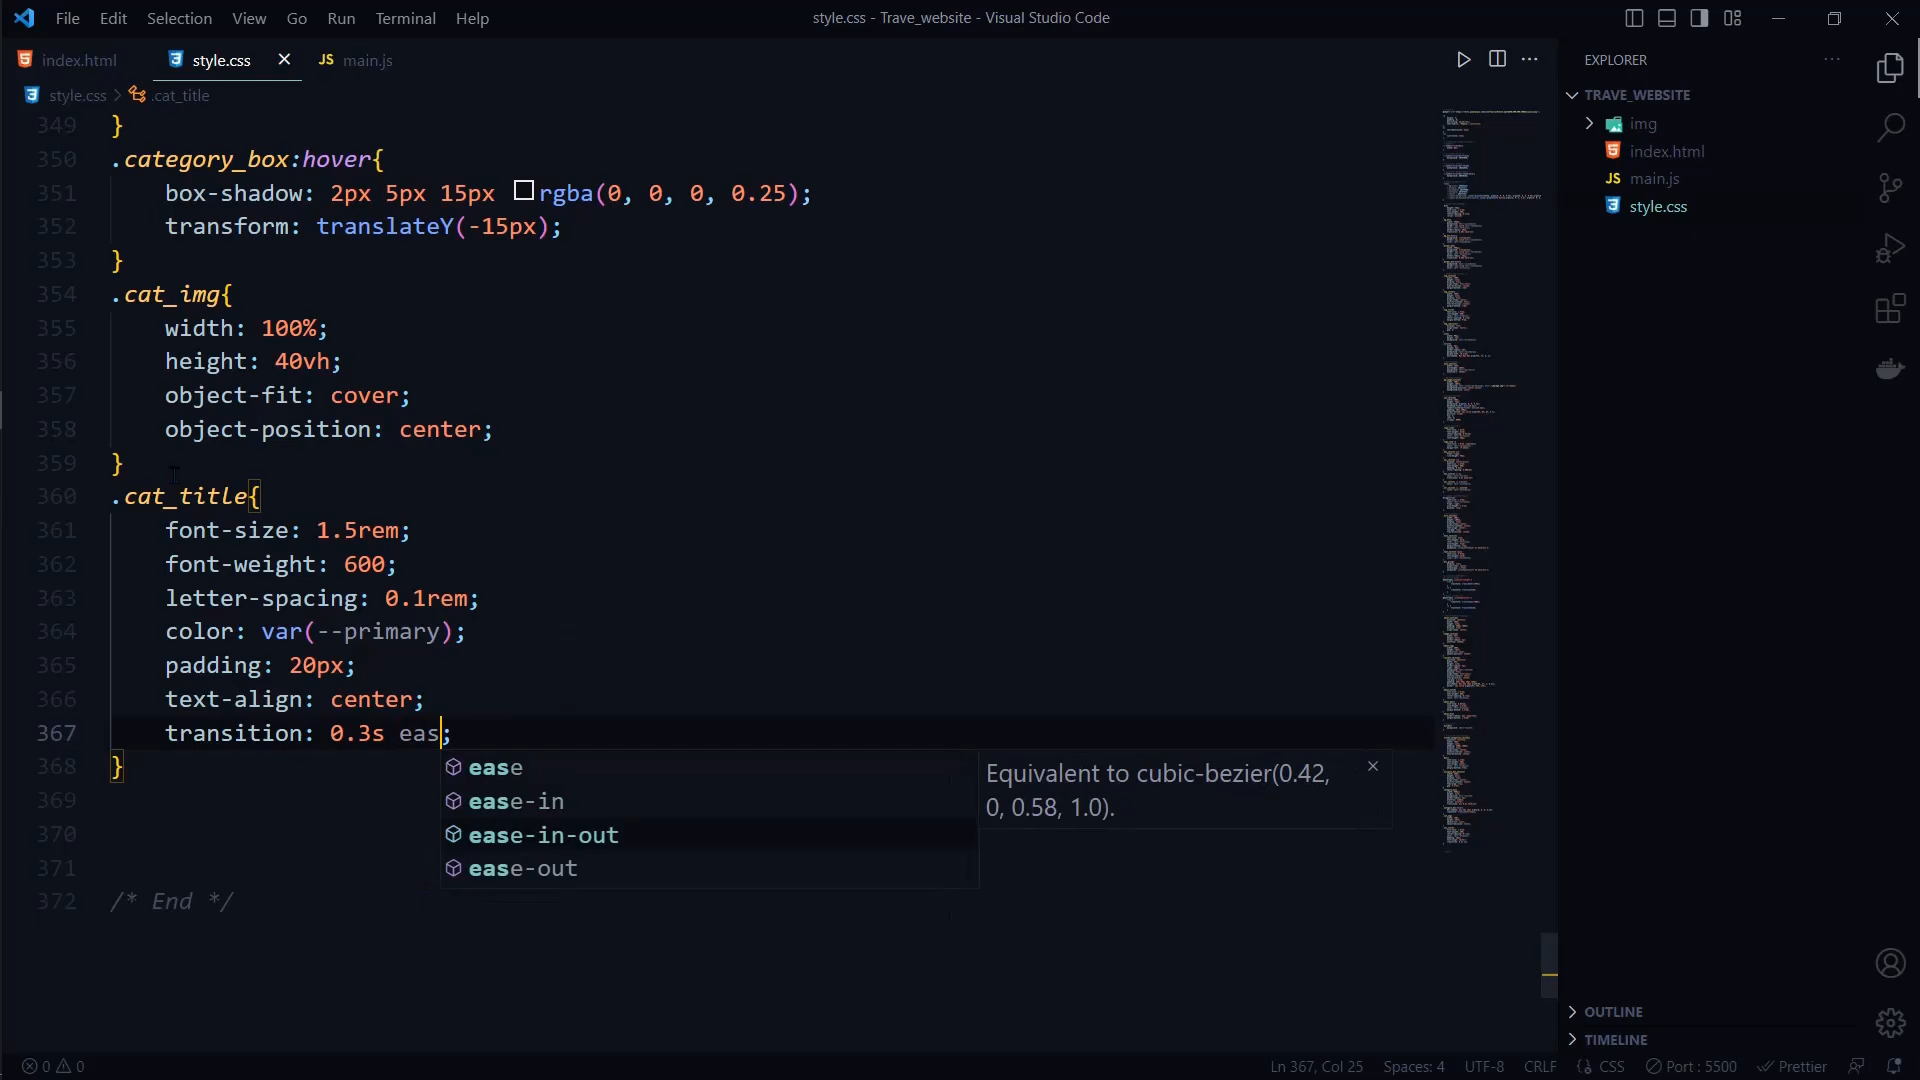 File Edit Selection View Go Run Terminal Help
style.css - Trave_website - Visual Studio Code
index.html
style.css
JS main.js
EXPLORER
style.css > .cat_title
TRAVE_WEBSITE
img
index.html
JS main.js
style.css
349 }
350 .category_box:hover{
351 box-shadow: 2px 5px 15px rgba(0, 0, 0, 0.25);
352 transform: translateY(-15px);
353 }
354 .cat_img{
355 width: 100%;
356 height: 40vh;
357 object-fit: cover;
358 object-position: center;
359 }
360 .cat_title{
361 font-size: 1.5rem;
362 font-weight: 600;
363 letter-spacing: 0.1rem;
364 color: var(--primary);
365 padding: 20px;
366 text-align: center;
367 transition: 0.3s eas;
368 }
369
370
371
372 /* End */
ease
ease-in
ease-in-out
ease-out
Equivalent to cubic-bezier(0.42,
0, 0.58, 1.0).
OUTLINE
TIMELINE
0 0
Ln 367, Col 25 Spaces: 4 UTF-8 CRLF {} CSS Port : 5500 Prettier